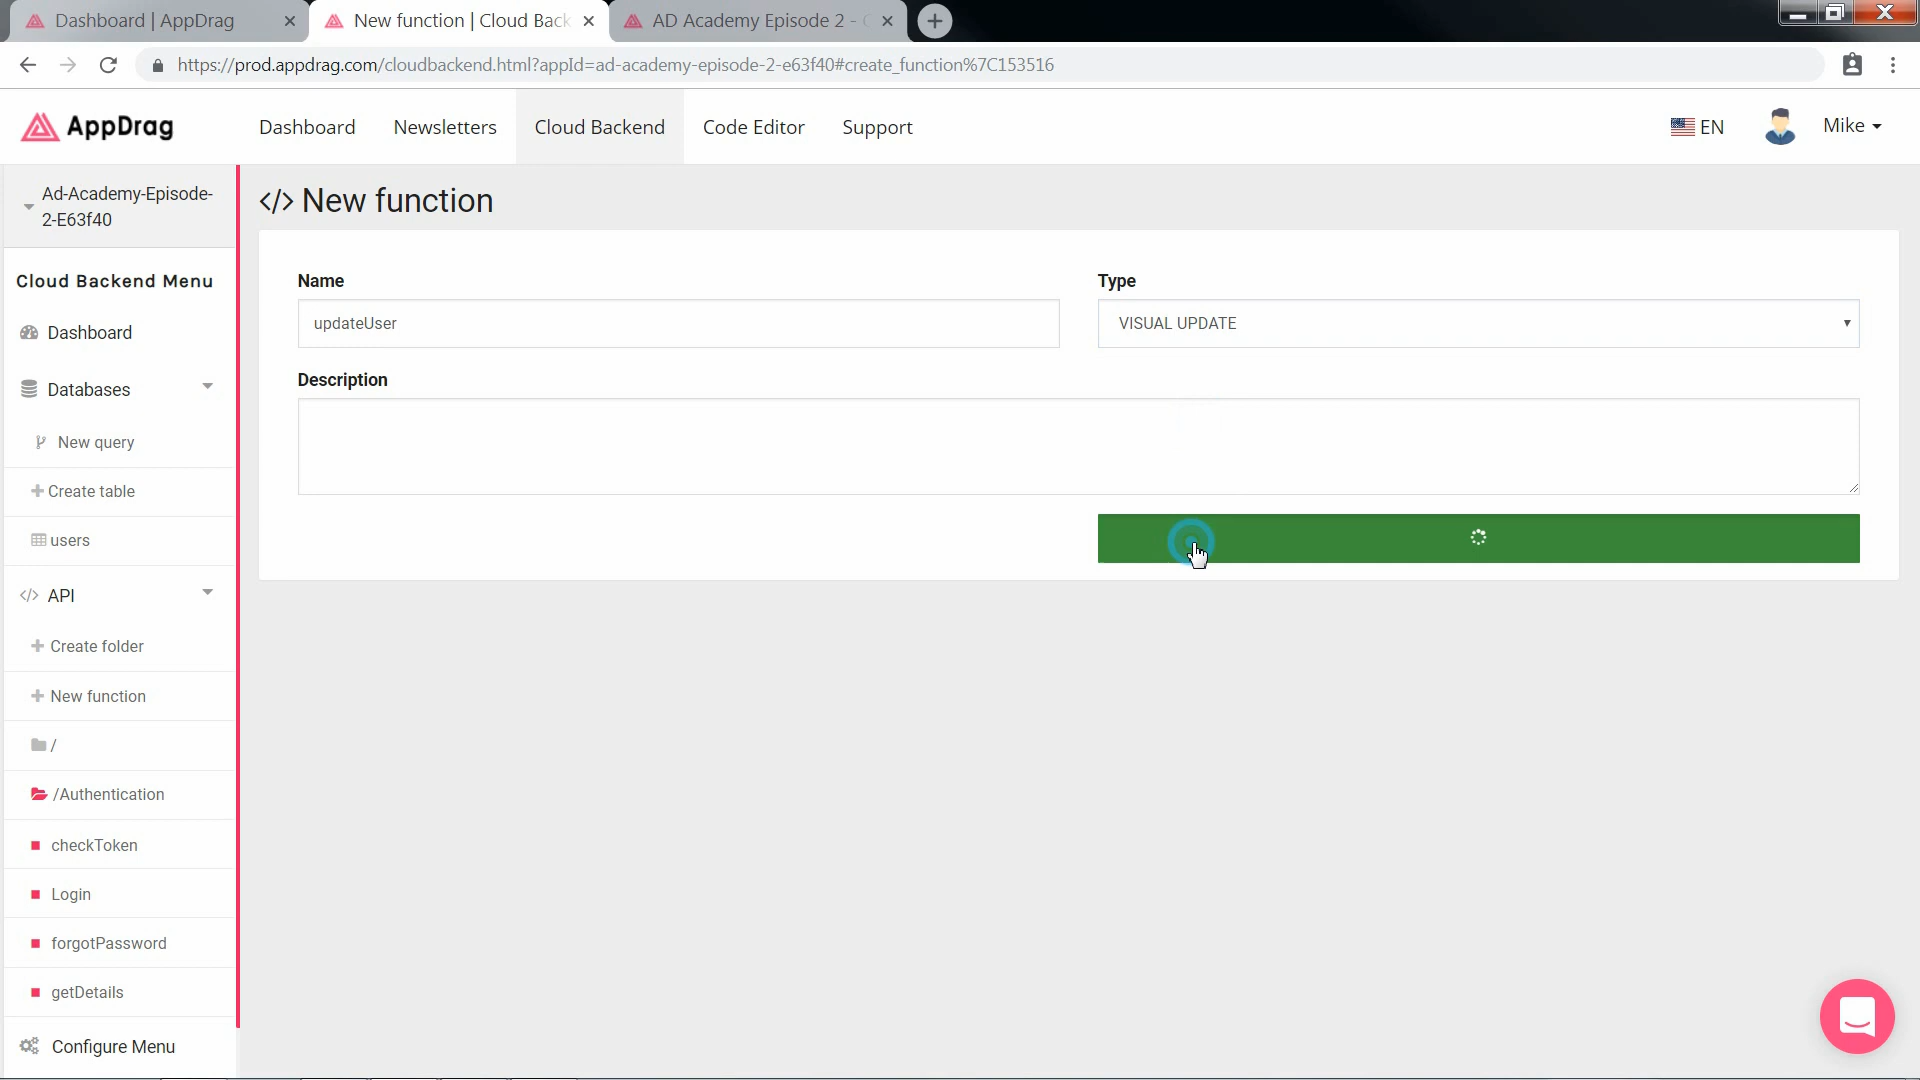 Dashboard | AppDrag
New function | Cloud Back
AD Academy Episode 2 -
https://prod.appdrag.com/cloudbackend.html?appId=ad-academy-episode-2-e63f40#create_function%7C153516
AppDrag
Dashboard
Newsletters
Cloud Backend
Code Editor
Support
EN
Mike
Ad-Academy-Episode-
2-E63f40
</> New function
Cloud Backend Menu
Name
Type
Dashboard
updateUser
VISUAL UPDATE
Databases
Description
New query
Create table
users
</> API
Create folder
New function
/
/Authentication
checkToken
Login
forgotPassword
getDetails
Configure Menu